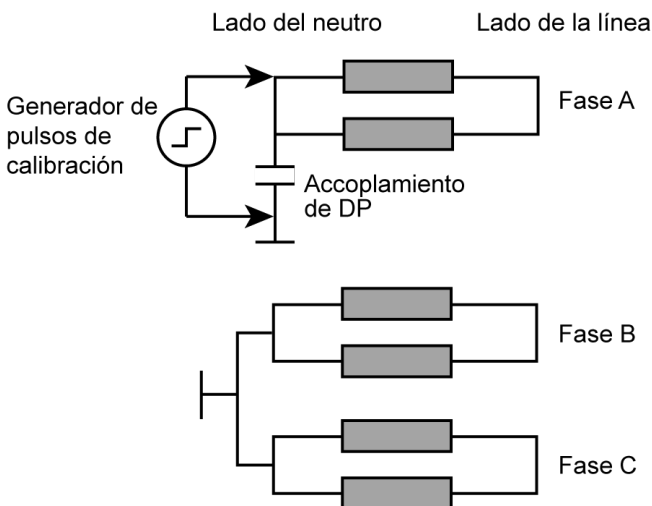 Lado del neutro
Lado de la línea
Generador de
pulsos de
calibración
Fase A
Accoplamiento
de DP
Fase B
Fase C